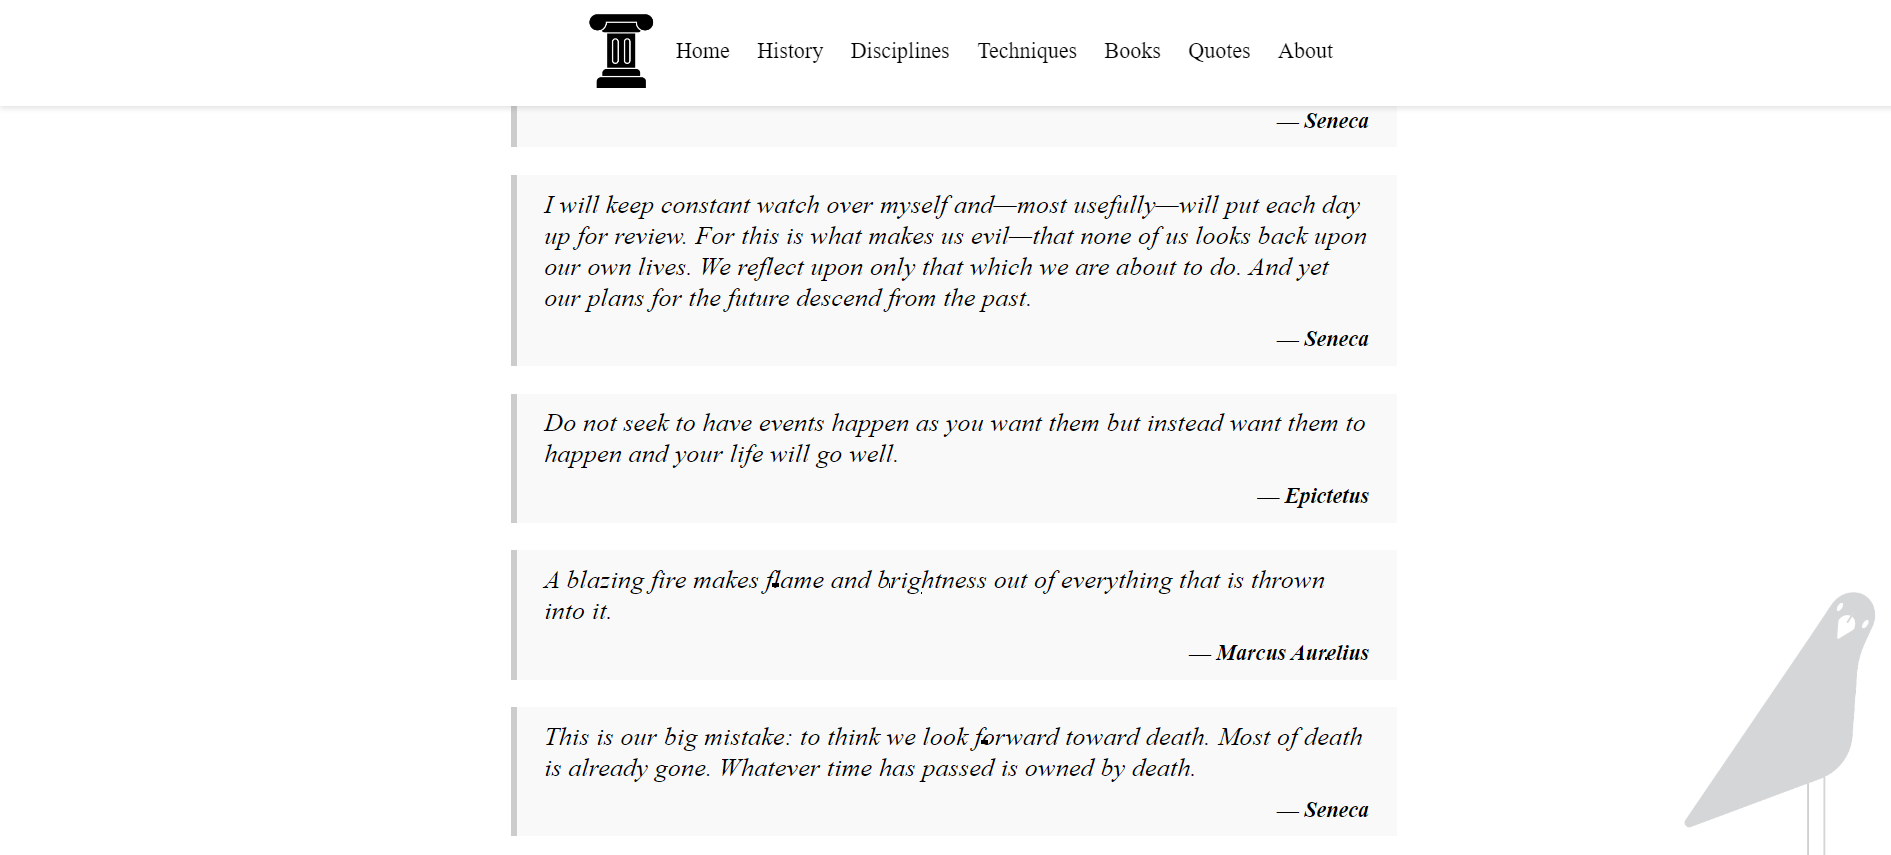 Home History Disciplines Techniques Books Quotes About
— Seneca
I will keep constant watch over myself and—most usefully—will put each day
up for review. For this is what makes us evil—that none of us looks back upon
our own lives. We reflect upon only that which we are about to do. And yet
our plans for the future descend from the past.
— Seneca
Do not seek to have events happen as you want them but instead want them to
happen and your life will go well.
— Epictetus
A blazing fire makes flame and brightness out of everything that is thrown
into it.
— Marcus Aurelius
This is our big mistake: to think we look forward toward death. Most of death
is already gone. Whatever time has passed is owned by death.
— Seneca